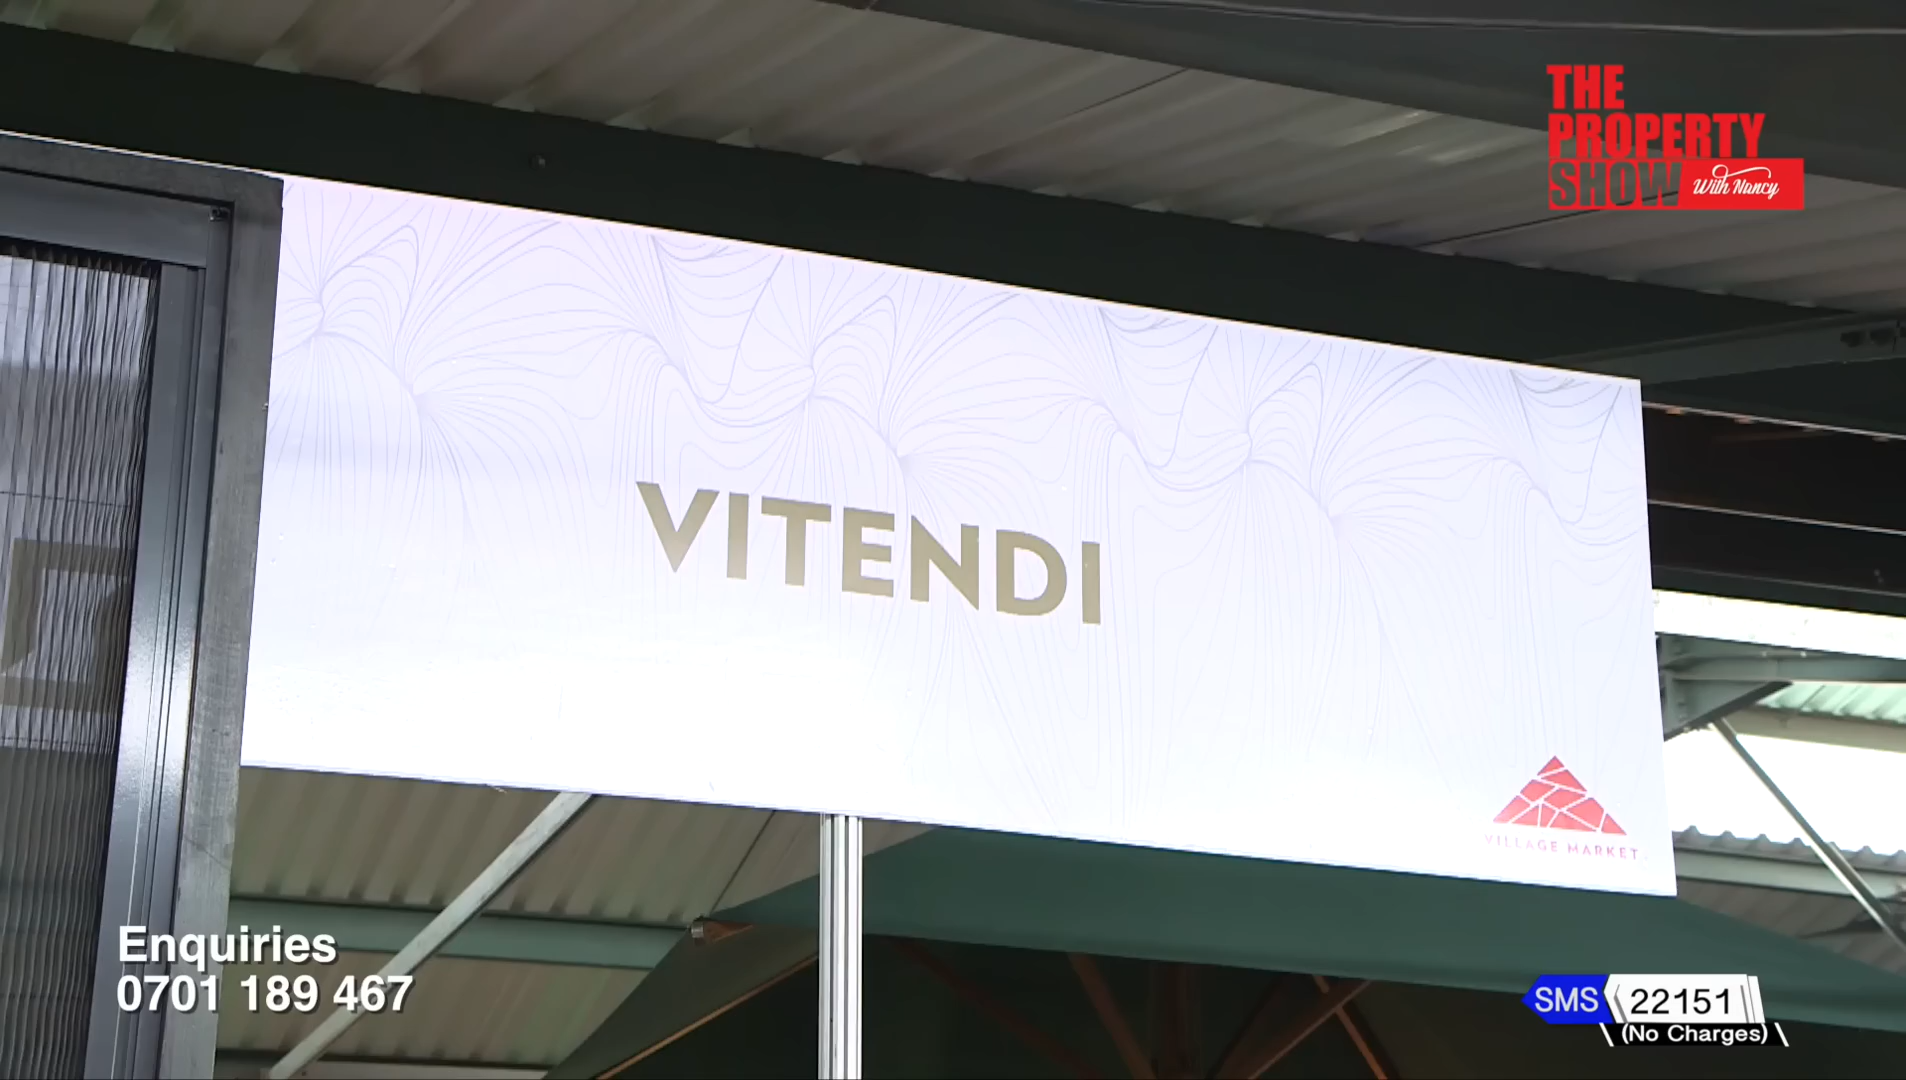 THE
PROPERTY
SHOW With Nancy
VITENDI
VILLAGE MARKET
Enquiries
0701 189 467
SMS 22151
(No Charges)